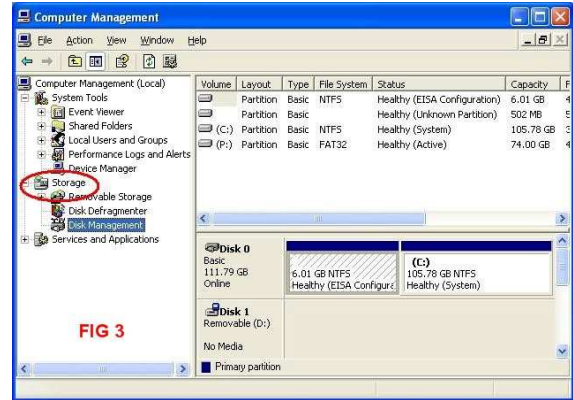 Computer Management
File Action View Window Help
Computer Management (Local)
System Tools
Event Viewer
Shared Folders
Local Users and Groups
Performance Logs and Alerts
Device Manager
Storage
Removable Storage
Disk Defragmenter
Disk Management
Services and Applications
FIG 3
Volume Layout Type File System Status Capacity F
Partition Basic NTFS Healthy (EISA Configuration) 6.01 GB 4
Partition Basic Healthy (Unknown Partition) 502 MB 5
(C:) Partition Basic NTFS Healthy (System) 105.78 GB 3
(P:) Partition Basic FAT32 Healthy (Active) 74.00 GB 4
Disk 0
Basic
111.79 GB
Online
6.01 GB NTFS
Healthy (EISA Configura
(C:)
105.78 GB NTFS
Healthy (System)
Disk 1
Removable (D:)
No Media
Primary partition